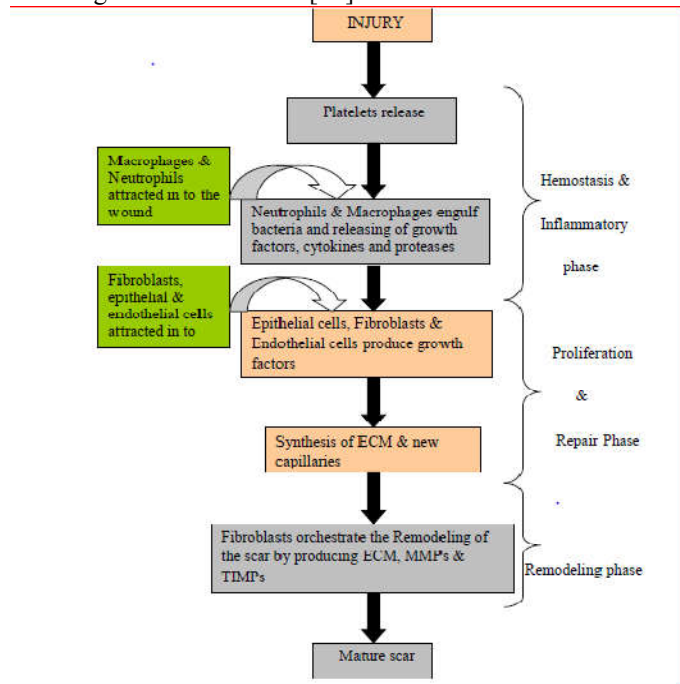 INJURY
Platelets release
Macrophages &
Neutrophils
attracted in to the
wound
Neutrophils & Macrophages engulf
bacteria and releasing of growth
factors, cytokines and proteases
Hemostasis &
Inflammatory
phase
Fibroblasts,
epithelial &
endothelial cells
attracted in to
Epithelial cells, Fibroblasts &
Endothelial cells produce growth
factors
Proliferation
&
Repair Phase
Synthesis of ECM & new
capillaries
Fibroblasts orchestrate the Remodeling of
the scar by producing ECM, MMPs &
TIMPs
Remodeling phase
Mature scar